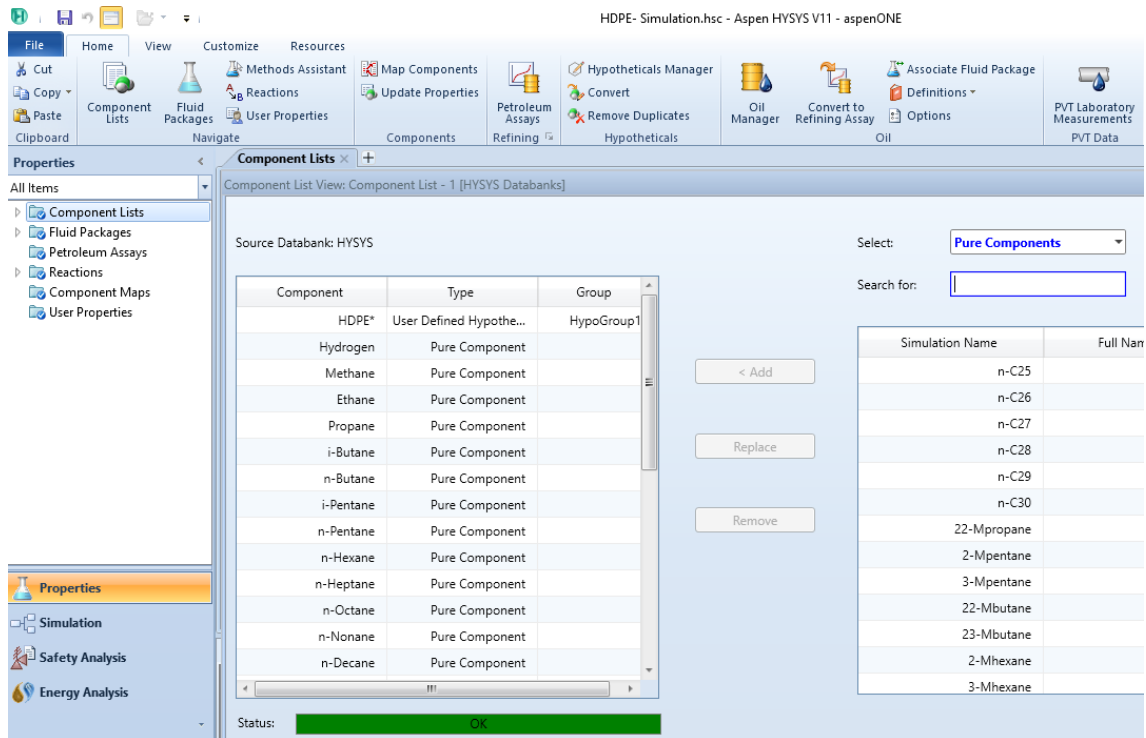 HDPE- Simulation.hsc - Aspen HYSYS V11 - aspenONE
File Home View Customize Resources
Cut
Copy
Paste
Clipboard
Component Lists
Fluid Packages
Methods Assistant
Reactions
User Properties
Navigate
Map Components
Update Properties
Components
Petroleum Assays
Refining
Hypotheticals Manager
Convert
Remove Duplicates
Hypotheticals
Oil Manager
Convert to Refining Assay
Associate Fluid Package
Definitions
Options
Oil
PVT Laboratory Measurements
PVT Data
Properties
All Items
Component Lists
Fluid Packages
Petroleum Assays
Reactions
Component Maps
User Properties
Properties
Simulation
Safety Analysis
Energy Analysis
Component Lists
Component List View: Component List - 1 [HYSYS Databanks]
Source Databank: HYSYS
Component Type Group
HDPE* User Defined Hypothe... HypoGroup1
Hydrogen Pure Component
Methane Pure Component
Ethane Pure Component
Propane Pure Component
i-Butane Pure Component
n-Butane Pure Component
i-Pentane Pure Component
n-Pentane Pure Component
n-Hexane Pure Component
n-Heptane Pure Component
n-Octane Pure Component
n-Nonane Pure Component
n-Decane Pure Component
Status: OK
< Add
Replace
Remove
Select: Pure Components
Search for:
Simulation Name Full Nam
n-C25
n-C26
n-C27
n-C28
n-C29
n-C30
22-Mpropane
2-Mpentane
3-Mpentane
22-Mbutane
23-Mbutane
2-Mhexane
3-Mhexane